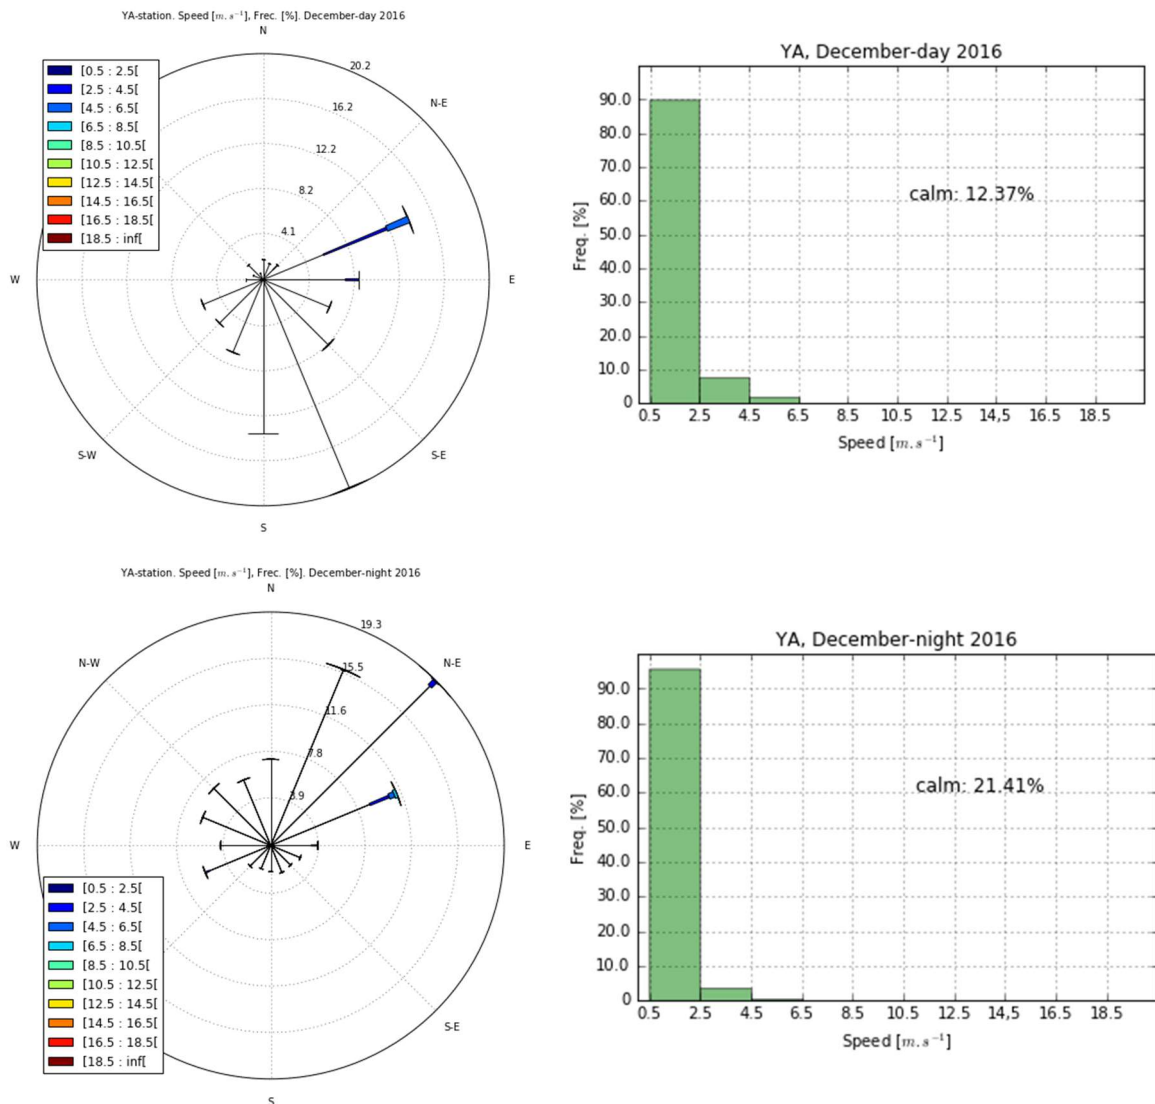 YA-station. Speed [m.s⁻¹], Frec. [%]. December-day 2016
N
20.2
[0.5 : 2.5[
[2.5 : 4.5[
[4.5 : 6.5[
[6.5 : 8.5[
[8.5 : 10.5[
[10.5 : 12.5[
[12.5 : 14.5[
[14.5 : 16.5[
[16.5 : 18.5[
[18.5 : inf[
16.2
N-E
12.2
8.2
4.1
W
E
S-W
S-E
S
YA, December-day 2016
90.0
80.0
70.0
60.0
50.0
40.0
30.0
20.0
10.0
0
Freq. [%]
calm: 12.37%
0.5 2.5 4.5 6.5 8.5 10.5 12.5 14,5 16.5 18.5
Speed [m.s⁻¹]
YA-station. Speed [m.s⁻¹], Frec. [%]. December-night 2016
N
19.3
N-W
15.5
N-E
11.6
7.8
3.9
W
E
[0.5 : 2.5[
[2.5 : 4.5[
[4.5 : 6.5[
[6.5 : 8.5[
[8.5 : 10.5[
[10.5 : 12.5[
[12.5 : 14.5[
[14.5 : 16.5[
[16.5 : 18.5[
[18.5 : inf[
S-E
S
YA, December-night 2016
90.0
80.0
70.0
60.0
50.0
40.0
30.0
20.0
10.0
0
Freq. [%]
calm: 21.41%
0.5 2.5 4.5 6.5 8.5 10.5 12.5 14,5 16.5 18.5
Speed [m.s⁻¹]